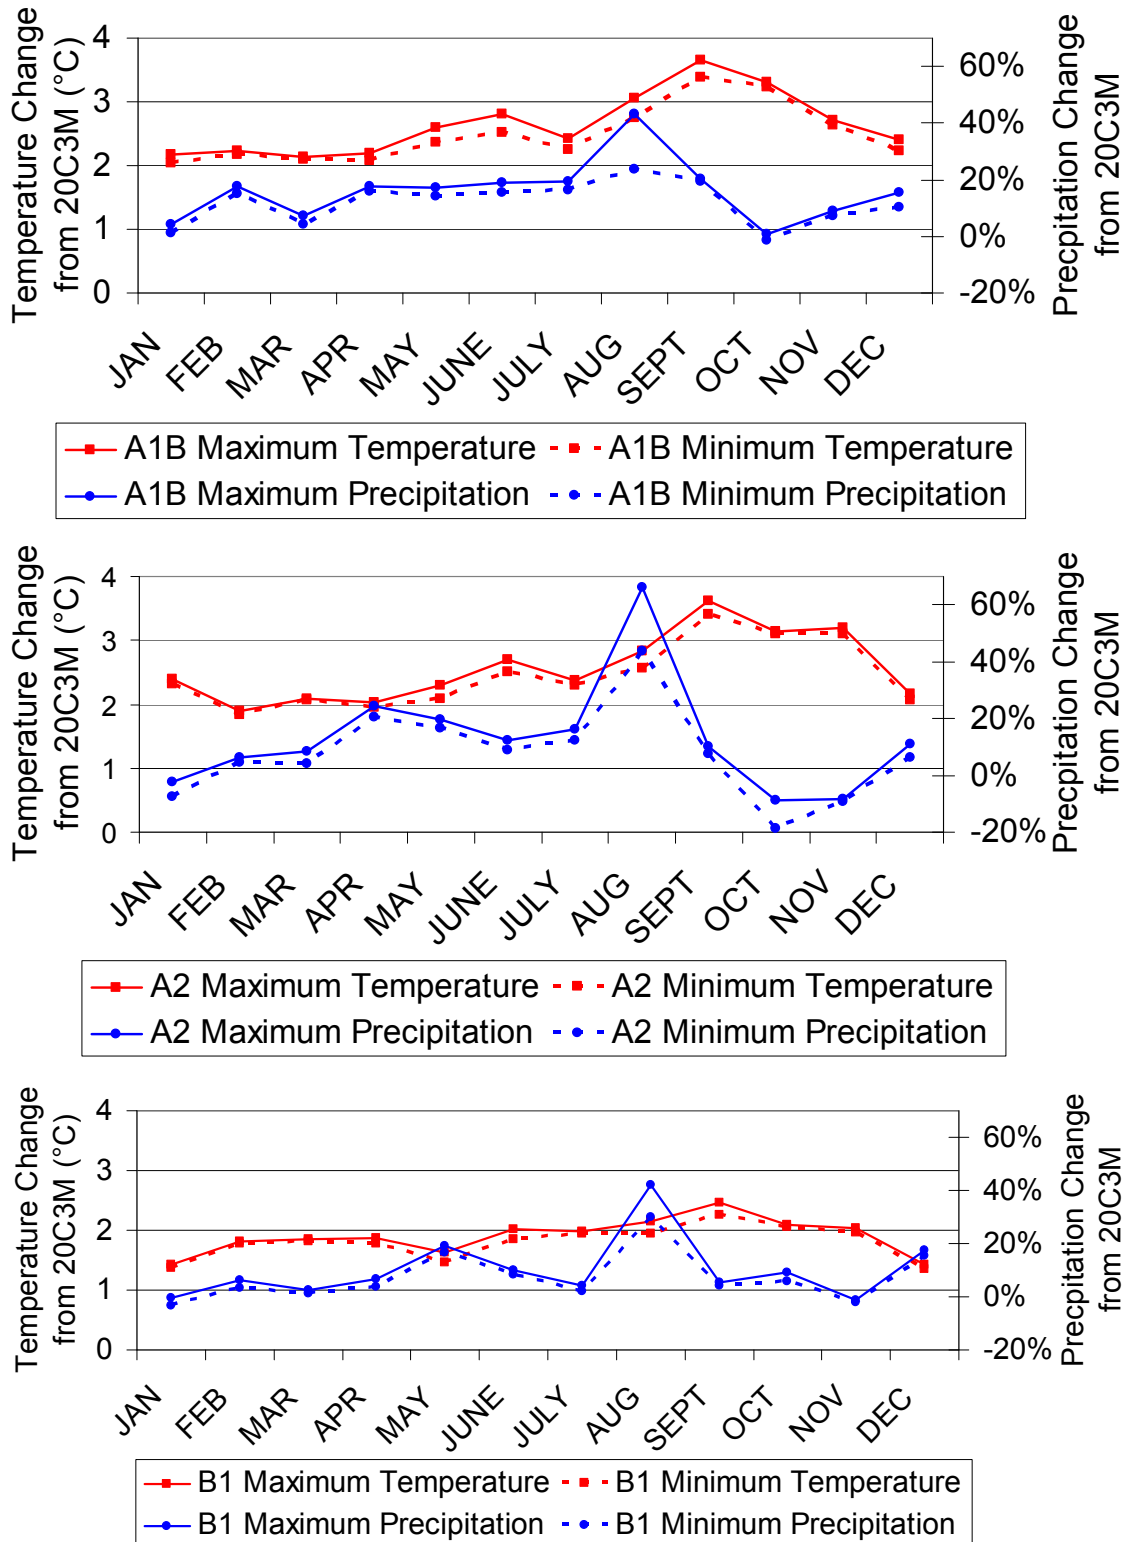 Temperature Change
from 20C3M (°C)
4
3
2
1
0
60%
40%
20%
0%
-20%
Precpitation Change
from 20C3M
JAN
FEB
MAR
APR
MAY
JUNE
JULY
AUG
SEPT
OCT
NOV
DEC
A1B Maximum Temperature
A1B Minimum Temperature
A1B Maximum Precipitation
A1B Minimum Precipitation
Temperature Change
from 20C3M (°C)
4
3
2
1
0
60%
40%
20%
0%
-20%
Precpitation Change
from 20C3M
JAN
FEB
MAR
APR
MAY
JUNE
JULY
AUG
SEPT
OCT
NOV
DEC
A2 Maximum Temperature
A2 Minimum Temperature
A2 Maximum Precipitation
A2 Minimum Precipitation
Temperature Change
from 20C3M (°C)
4
3
2
1
0
60%
40%
20%
0%
-20%
Precpitation Change
from 20C3M
JAN
FEB
MAR
APR
MAY
JUNE
JULY
AUG
SEPT
OCT
NOV
DEC
B1 Maximum Temperature
B1 Minimum Temperature
B1 Maximum Precipitation
B1 Minimum Precipitation